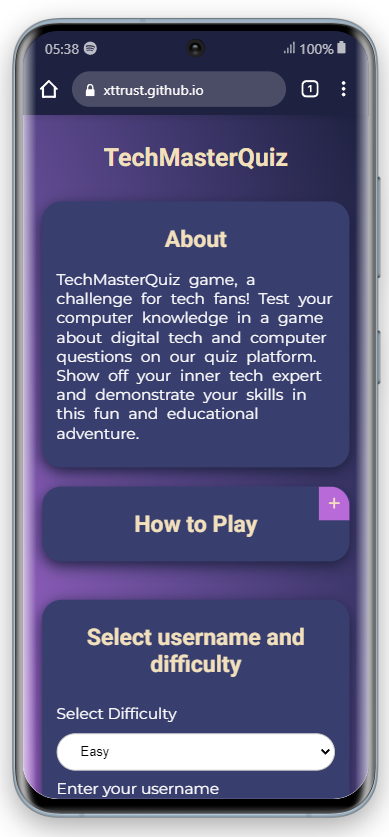 05:38 100%
xttrust.github.io 1
TechMasterQuiz
About
TechMasterQuiz game, a
challenge for tech fans! Test your
computer knowledge in a game
about digital tech and computer
questions on our quiz platform.
Show off your inner tech expert
and demonstrate your skills in
this fun and educational
adventure.
+
How to Play
Select username and
difficulty
Select Difficulty
Easy
Enter your username